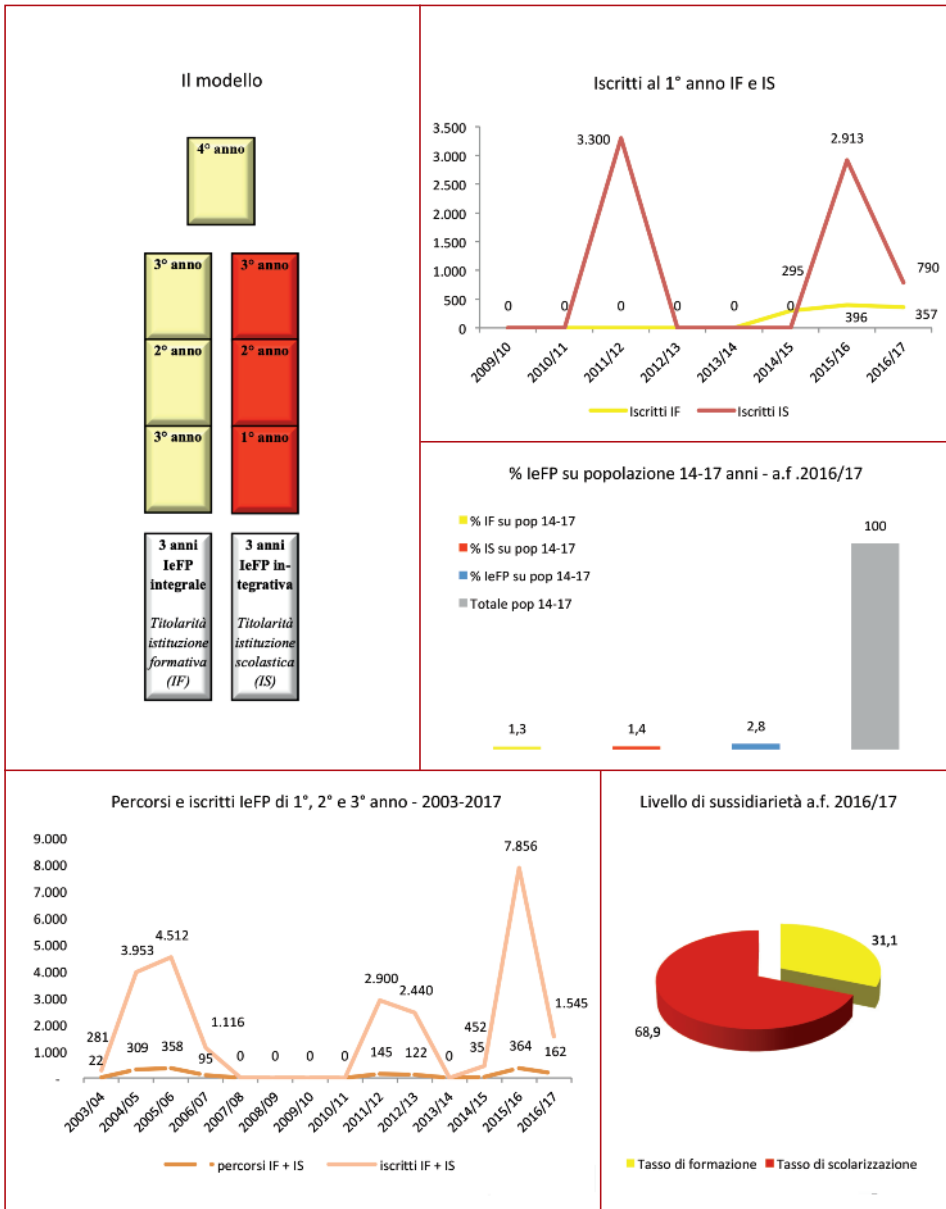 Il modello
4° anno
3° anno
3° anno
2° anno
2° anno
3° anno
1° anno
3 anni
IeFP
integrale
Titolarità
istituzione
formativa
(IF)
3 anni
IeFP in-
tegrativa
Titolarità
istituzione
scolastica
(IS)
Iscritti al 1° anno IF e IS
3.500
3.000
2.500
2.000
1.500
1.000
500
0
0
0
3.300
0
0
0
295
0
2.913
396
790
357
2009/10
2010/11
2011/12
2012/13
2013/14
2014/15
2015/16
2016/17
Iscritti IF
Iscritti IS
% IeFP su popolazione 14-17 anni - a.f .2016/17
% IF su pop 14-17
% IS su pop 14-17
% IeFP su pop 14-17
Totale pop 14-17
1,3
1,4
2,8
100
Percorsi e iscritti IeFP di 1°, 2° e 3° anno - 2003-2017
9.000
8.000
7.000
6.000
5.000
4.000
3.000
2.000
1.000
-
281
22
3.953
309
4.512
358
1.116
95
0
0
0
0
2.900
145
2.440
122
0
452
35
7.856
364
1.545
162
2003/04
2004/05
2005/06
2006/07
2007/08
2008/09
2009/10
2010/11
2011/12
2012/13
2013/14
2014/15
2015/16
2016/17
percorsi IF + IS
iscritti IF + IS
Livello di sussidiarietà a.f. 2016/17
31,1
68,9
Tasso di formazione
Tasso di scolarizzazione